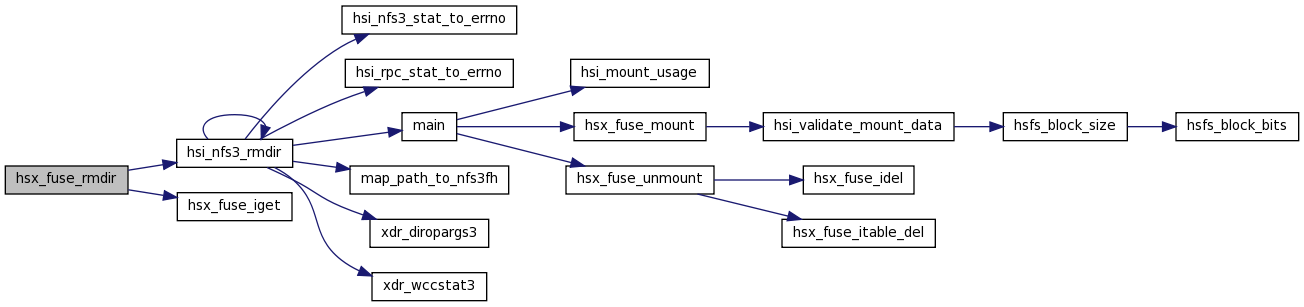 hsx_fuse_rmdir
hsi_nfs3_rmdir
hsx_fuse_iget
hsi_nfs3_stat_to_errno
hsi_rpc_stat_to_errno
main
map_path_to_nfs3fh
xdr_diropargs3
xdr_wccstat3
hsi_mount_usage
hsx_fuse_mount
hsx_fuse_unmount
hsi_validate_mount_data
hsx_fuse_idel
hsx_fuse_itable_del
hsfs_block_size
hsfs_block_bits